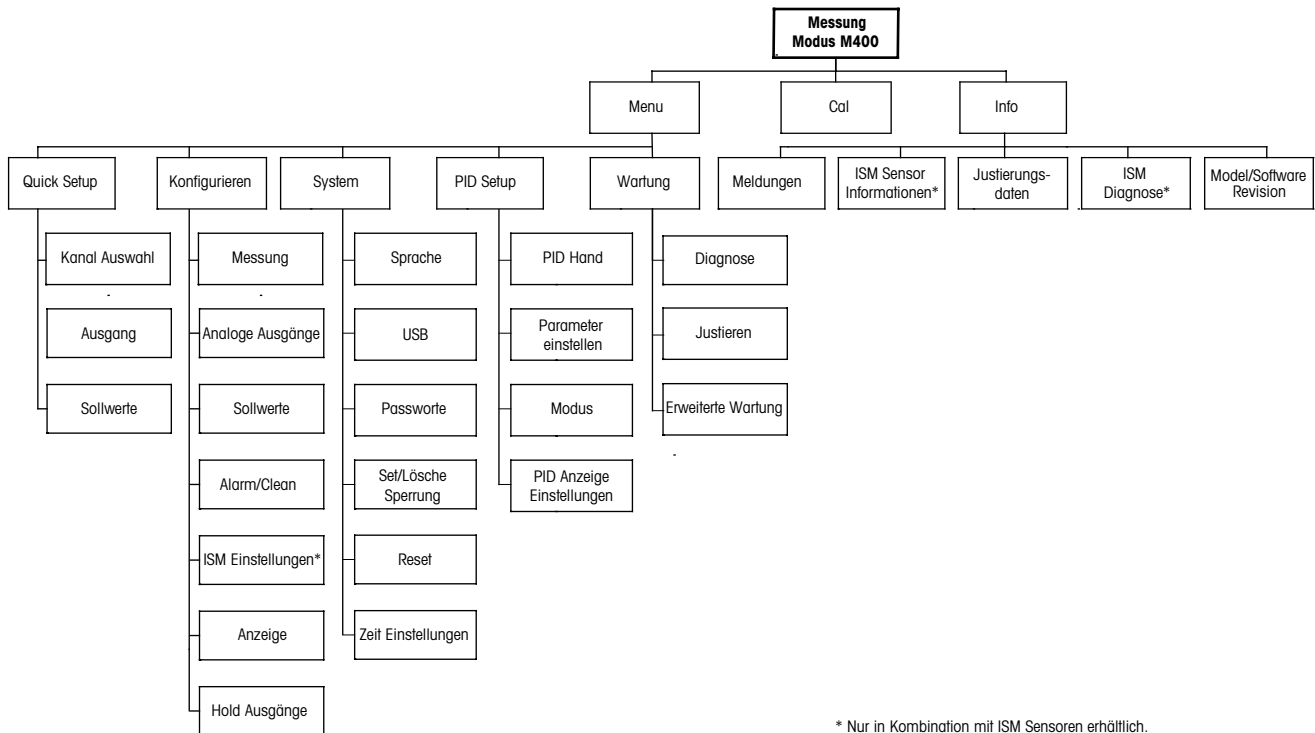 Messung
Modus M400
Menu
Cal
Info
Quick Setup
Konfigurieren
System
PID Setup
Wartung
Meldungen
ISM Sensor
Informationen*
Justierungs-
daten
ISM
Diagnose*
Model/Software
Revision
Kanal Auswahl
Messung
Sprache
PID Hand
Diagnose
Ausgang
Analoge Ausgänge
USB
Parameter
einstellen
Justieren
Sollwerte
Sollwerte
Passworte
Modus
Erweiterte Wartung
Alarm/Clean
Set/Lösche
Sperrung
PID Anzeige
Einstellungen
ISM Einstellungen*
Reset
Anzeige
Zeit Einstellungen
Hold Ausgänge
* Nur in Kombination mit ISM Sensoren erhältlich.